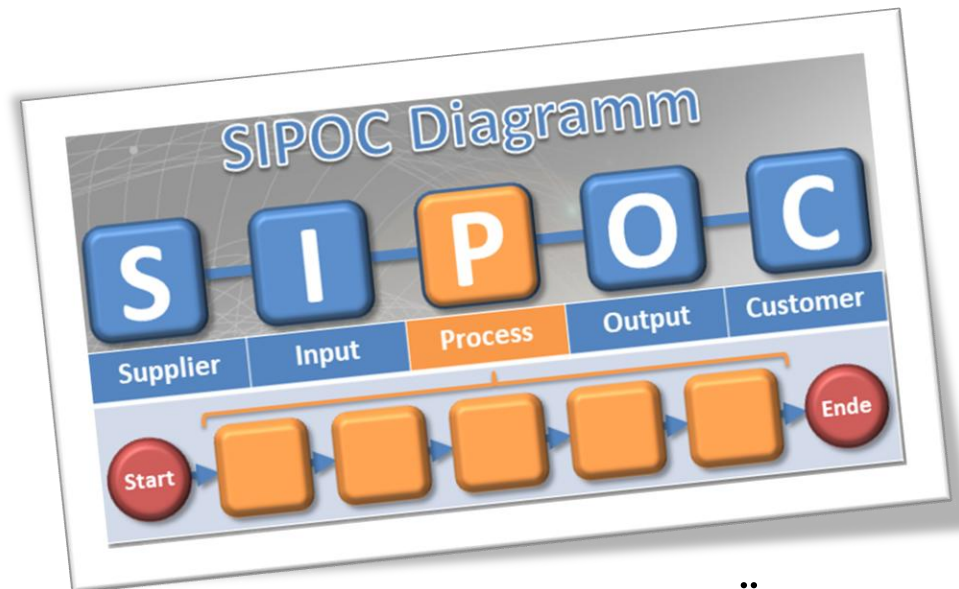 SIPOC Diagramm
S I P O C
Supplier Input Process Output Customer
Start Ende